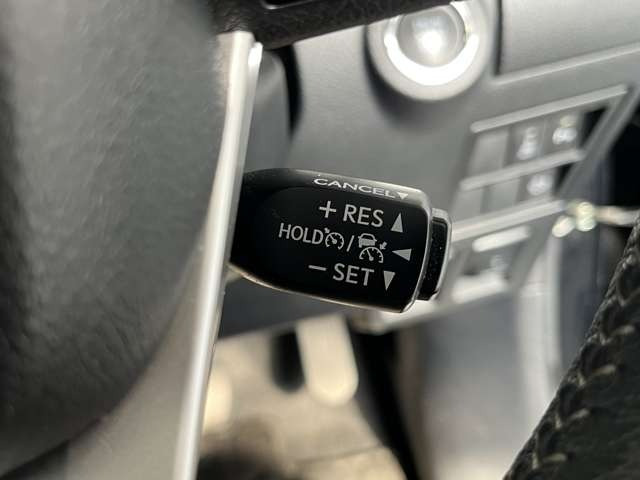 CANCEL
+ RES
HOLD /
− SET